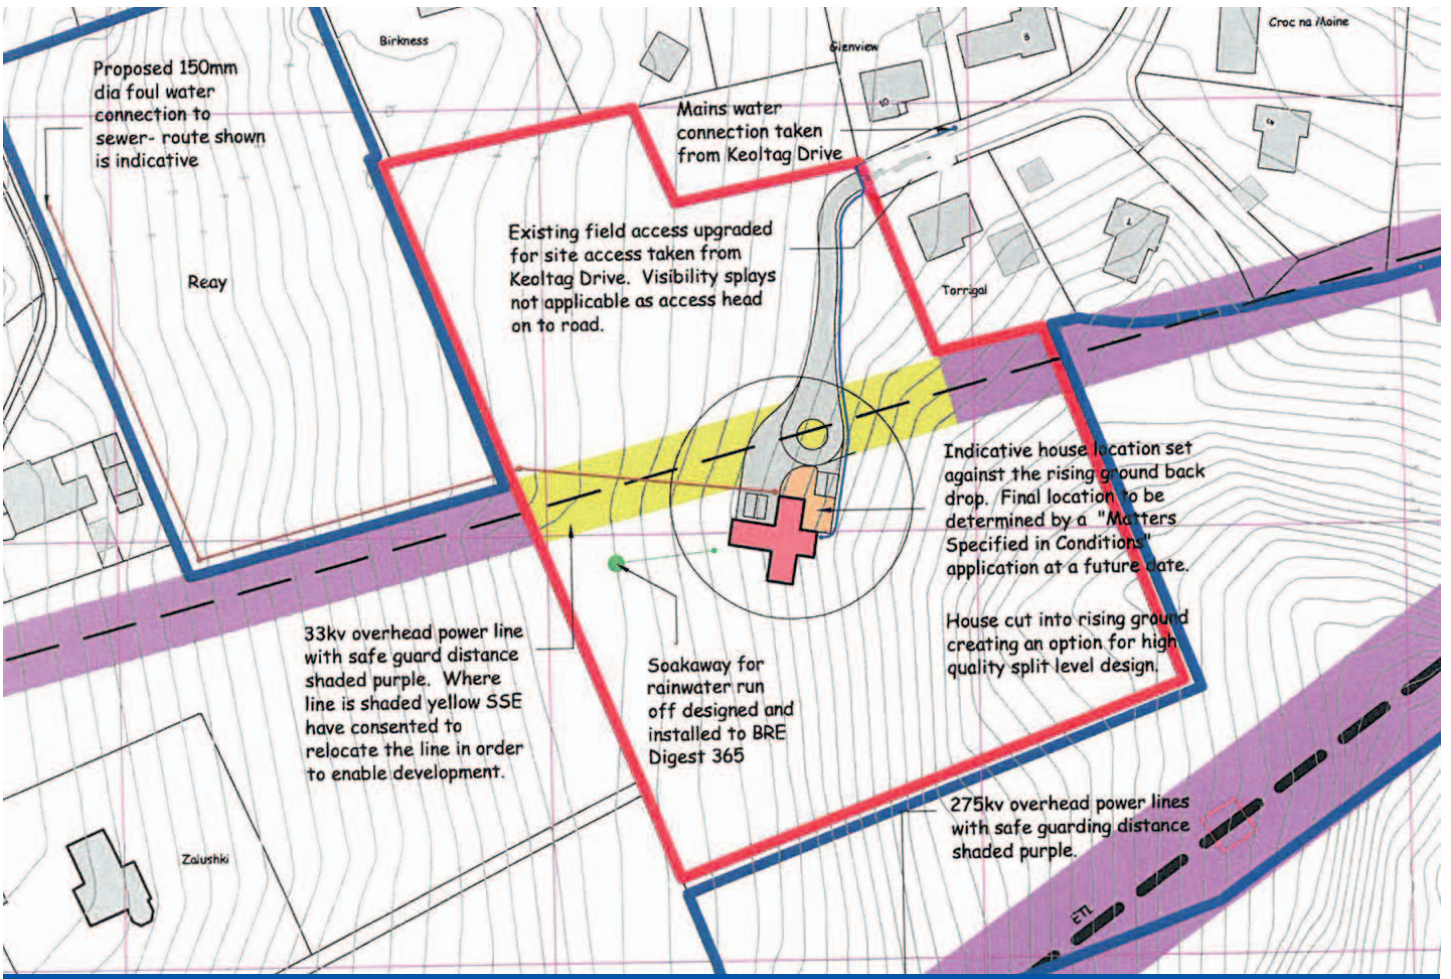 Birkness
Glenview
8
Croc na Moine
Proposed 150mm
dia foul water
connection to
sewer- route shown
is indicative
10
Mains water
connection taken
from Keoltag Drive
Existing field access upgraded
for site access taken from
Keoltag Drive. Visibility splays
not applicable as access head
on to road.
Reay
Torrigal
Indicative house location set
against the rising ground back
drop. Final location to be
determined by a "Matters
Specified in Conditions"
application at a future date.
House cut into rising ground
creating an option for high
quality split level design.
33kv overhead power line
with safe guard distance
shaded purple. Where
line is shaded yellow SSE
have consented to
relocate the line in order
to enable development.
Soakaway for
rainwater run
off designed and
installed to BRE
Digest 365
275kv overhead power lines
with safe guarding distance
shaded purple.
Zalushki
ETL